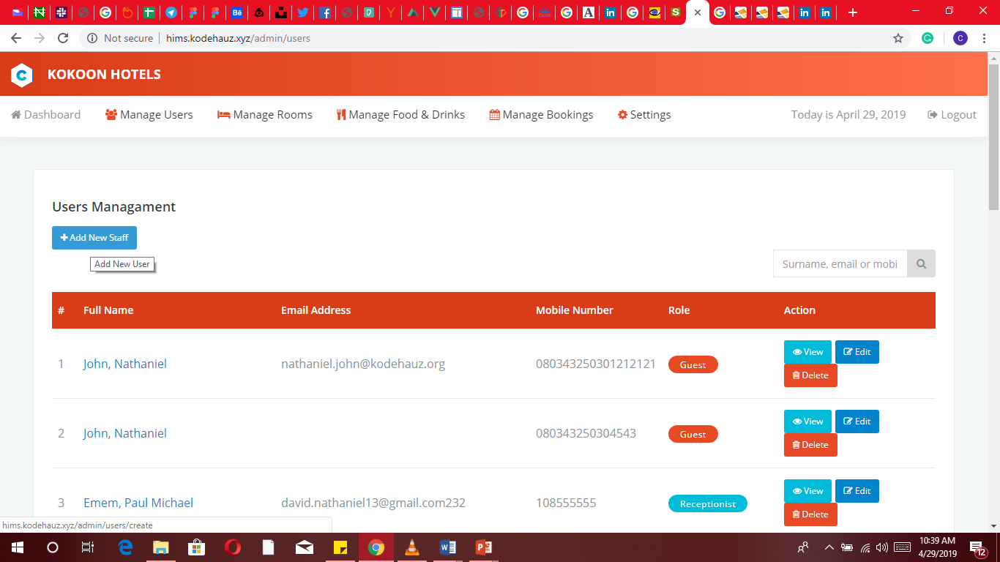 Not secure
hims.kodehauz.xyz/admin/users
C
KOKOON HOTELS
Dashboard
Manage Users
Manage Rooms
Manage Food & Drinks
Manage Bookings
Settings
Today is April 29, 2019
Logout
Users Managament
Add New Staff
Add New User
Surname, email or mobi
# Full Name Email Address Mobile Number Role Action
1 John, Nathaniel nathaniel.john@kodehauz.org 080343250301212121 Guest View Edit
Delete
2 John, Nathaniel 080343250304543 Guest View Edit
Delete
3 Emem, Paul Michael david.nathaniel13@gmail.com232 108555555 Receptionist View Edit
Delete
hims.kodehauz.xyz/admin/users/create
10:39 AM
4/29/2019
12